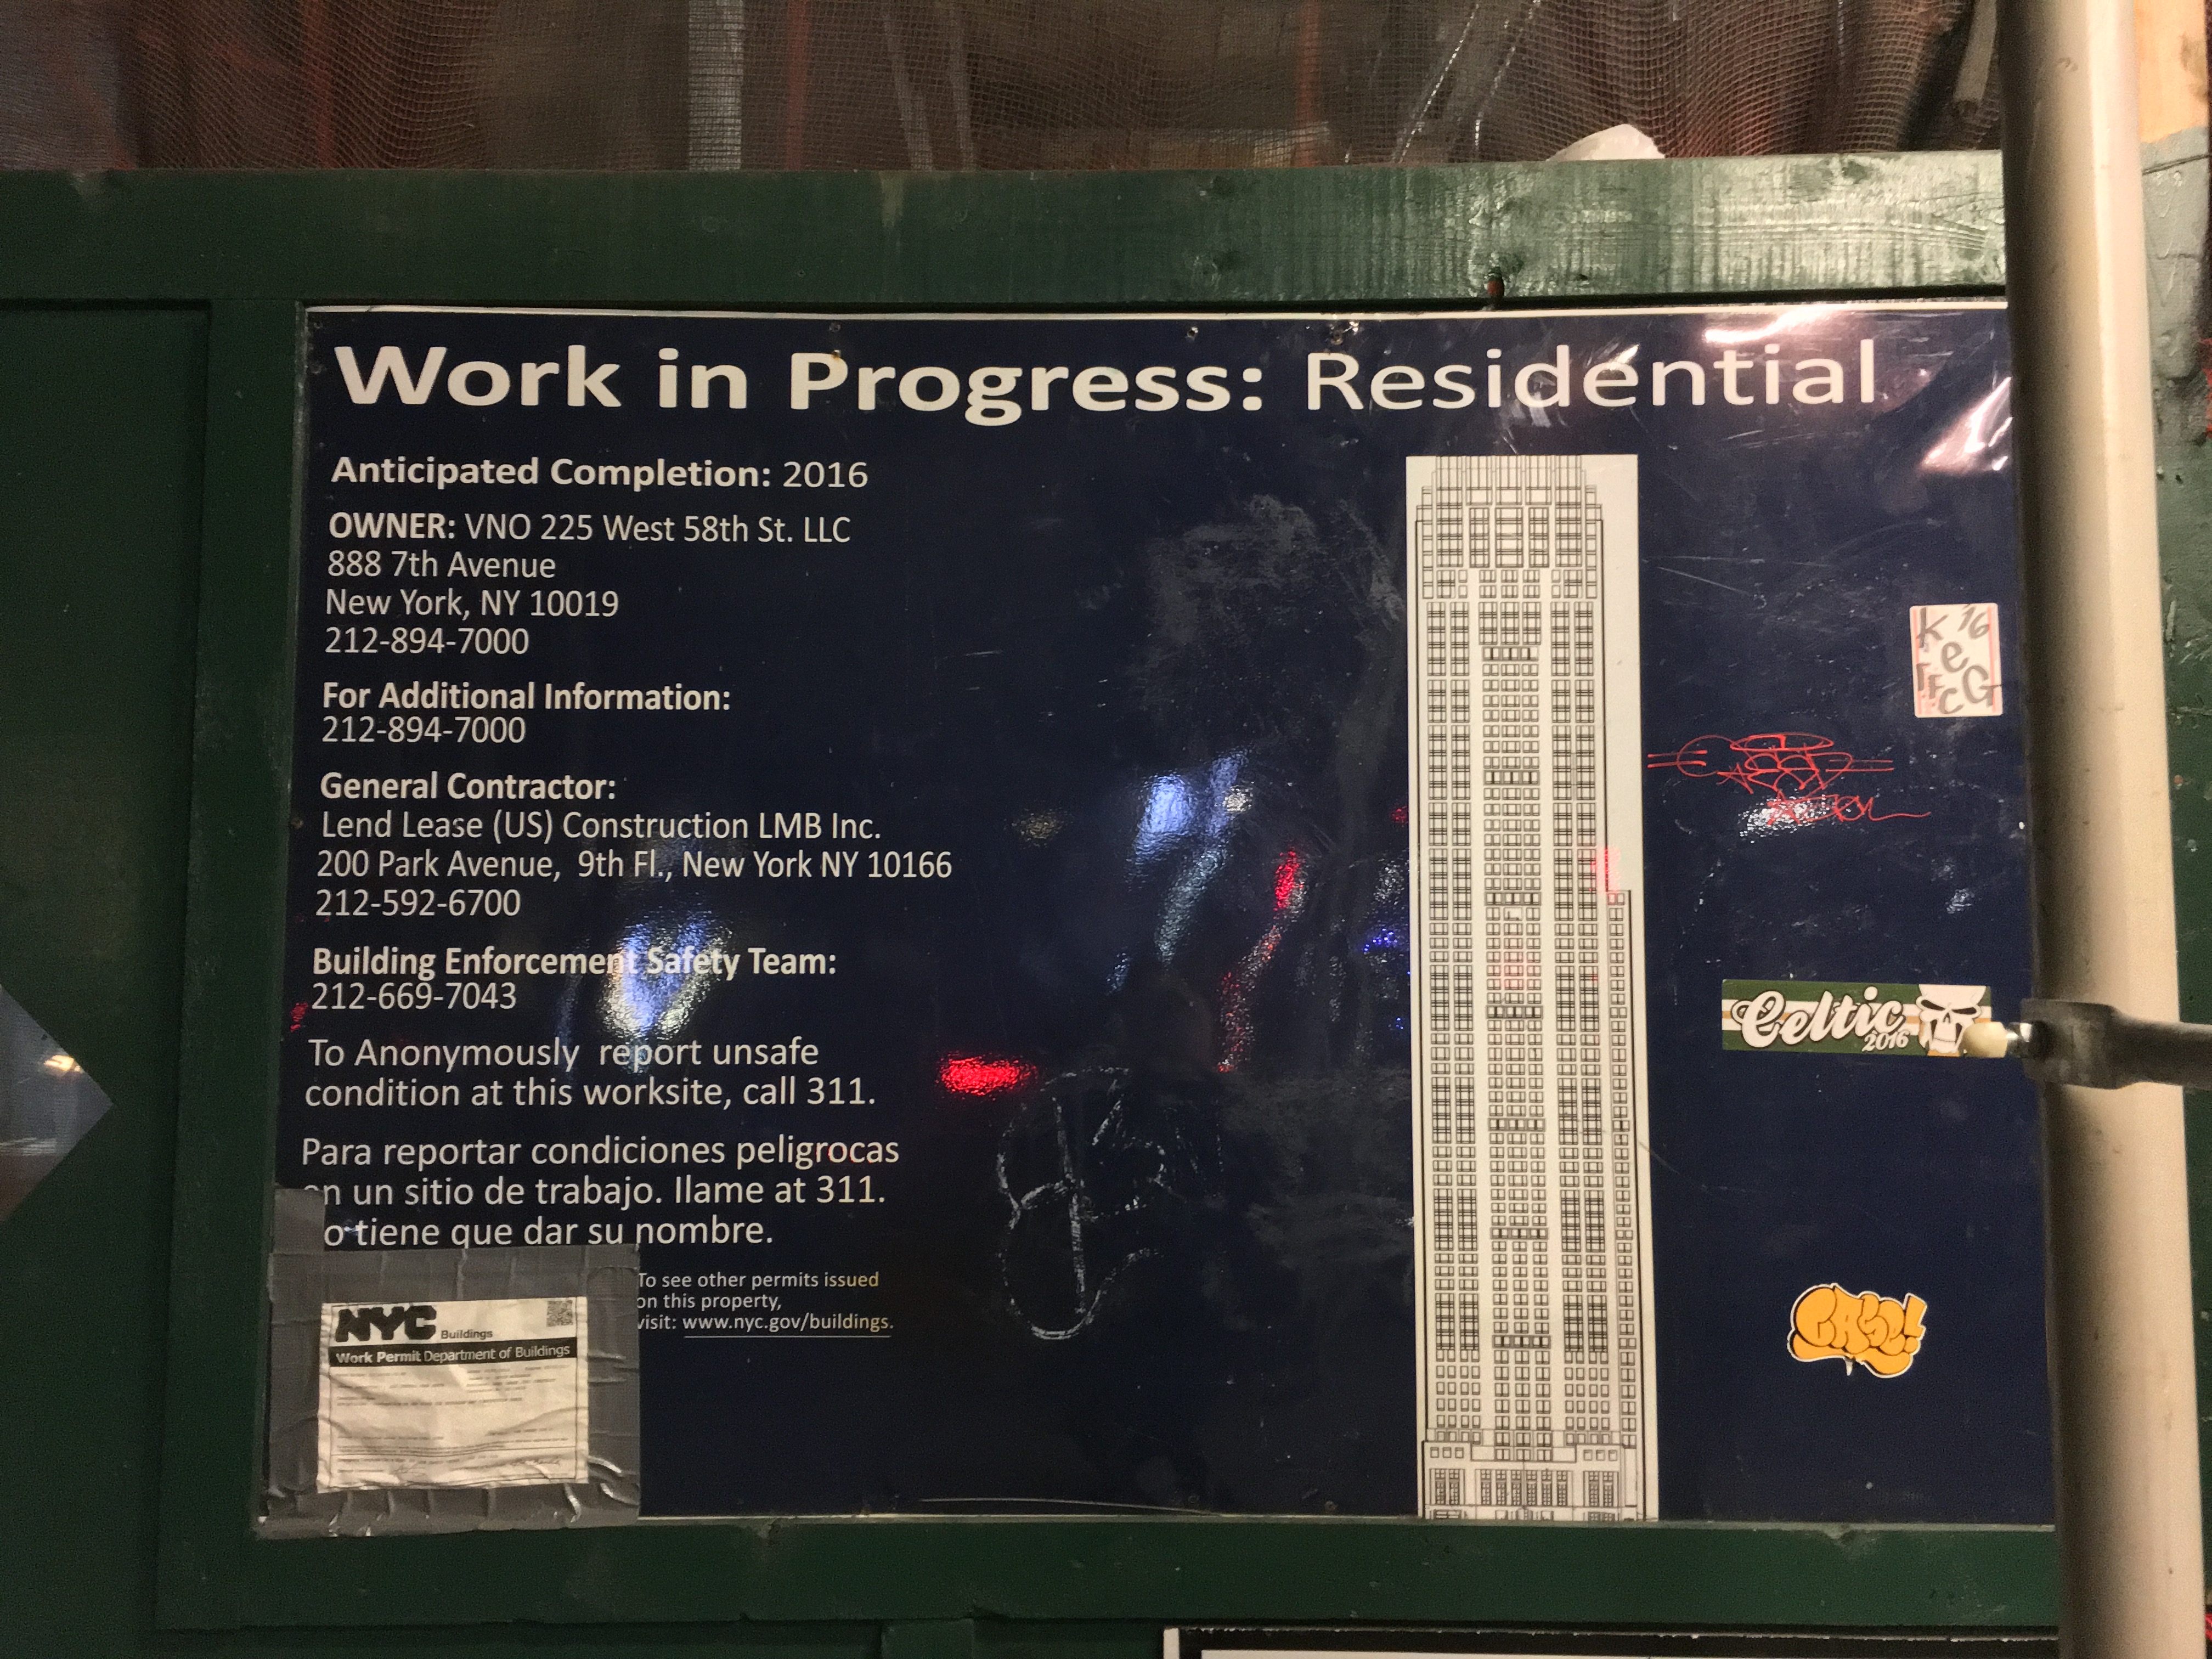 Work in Progress: Residential
Anticipated Completion: 2016
OWNER: VNO 225 West 58th St. LLC
888 7th Avenue
New York, NY 10019
212-894-7000
For Additional Information:
212-894-7000
General Contractor:
Lend Lease (US) Construction LMB Inc.
200 Park Avenue, 9th Fl., New York NY 10166
212-592-6700
Building Enforcement Safety Team:
212-669-7043
To Anonymously report unsafe
condition at this worksite, call 311.
Para reportar condiciones peligrocas
en un sitio de trabajo. llame at 311.
o tiene que dar su nombre.
To see other permits issued
on this property,
visit: www.nyc.gov/buildings.
NYC Buildings
Work Permit Department of Buildings
Celtic
2016